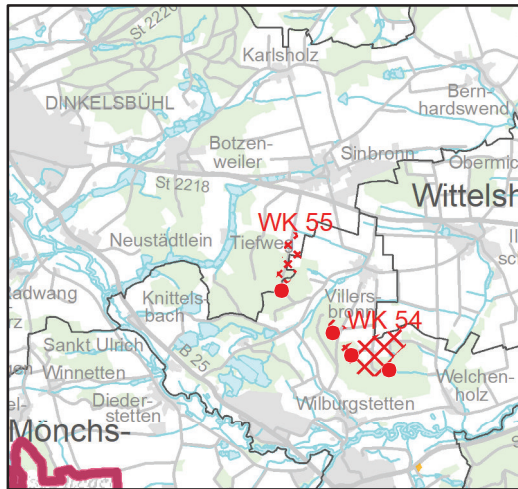 St 2220
Karlsholz
Bern-
hardswend
DINKELSBÜHL
Botzen-
weiler
Sinbronn
Obermic
St 2218
Wittelsh
WK 55
Neustädtlein
Tiefwe
Radwang
Knittels-
bach
Villers-
bronn
WK 54
Sankt Ulrich
B 25
Winnetten
Welchen-
holz
Dieder-
stetten
Wilburgstetten
Mönchs-